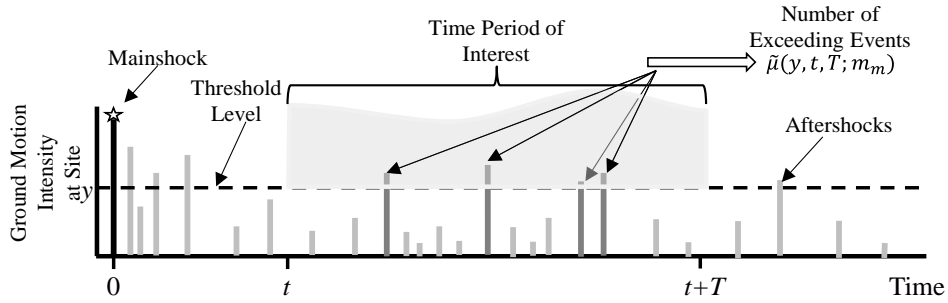 Number of
Exceeding Events
μ̃(y, t, T; m_m)
Time Period of
Interest
Mainshock
Threshold
Level
Aftershocks
Ground Motion
Intensity
at Site
y
0
t
t+T
Time